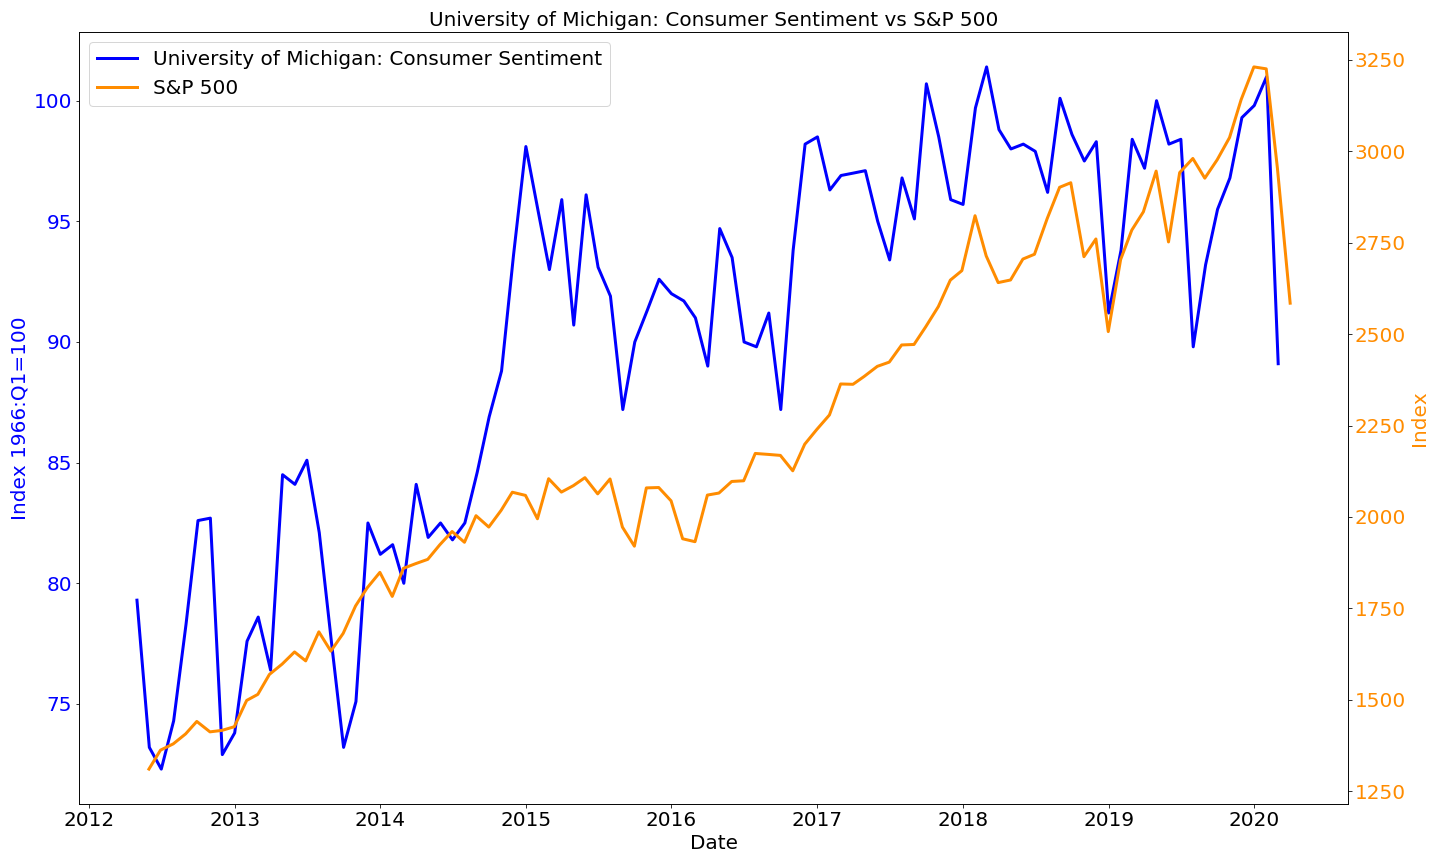 University of Michigan: Consumer Sentiment vs S&P 500
University of Michigan: Consumer Sentiment
S&P 500
Index 1966:Q1=100
100
95
90
85
80
75
3250
3000
2750
2500
2250
2000
1750
1500
1250
Index
2012 2013 2014 2015 2016 2017 2018 2019 2020
Date